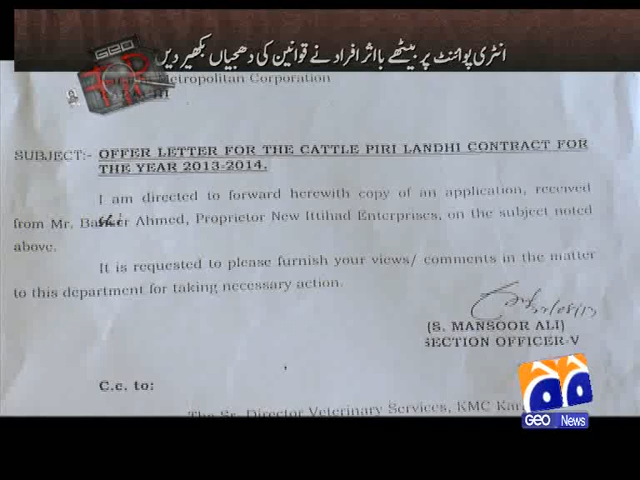 انٹری پوائنٹ پر بیٹھے بااثر افراد نے قوانین کی دھجیاں بکھیر دیں
GEO
FIR
Metropolitan Corporation
SUBJECT:- OFFER LETTER FOR THE CATTLE PIRI LANDHI CONTRACT FOR
THE YEAR 2013-2014.
I am directed to forward herewith copy of an application, received
from Mr. Ahmed, Proprietor New Ittihad Enterprises, on the subject noted
above.
It is requested to please furnish your views/ comments in the matter
to this department for taking necessary action.
(S. MANSOOR ALI)
SECTION OFFICER-V
C.c to:
The Sr. Director Veterinary Services, KMC
GEO News